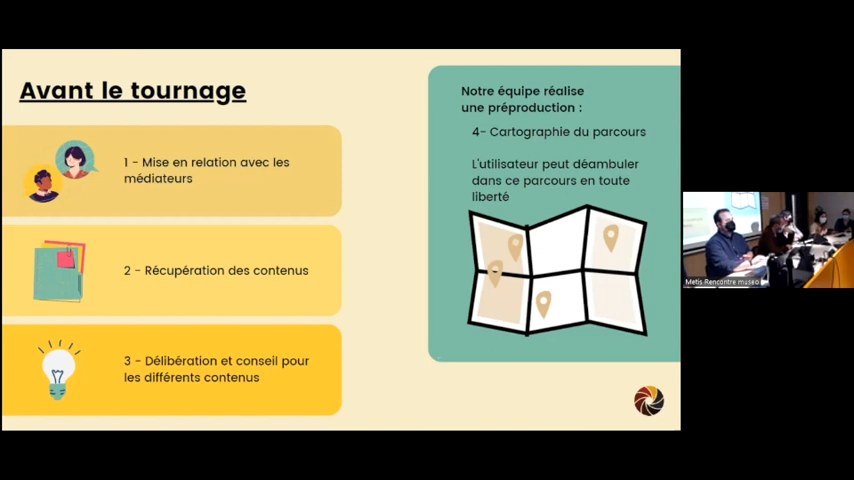 Avant le tournage
1 - Mise en relation avec les
médiateurs
2 - Récupération des contenus
3 - Délibération et conseil pour
les différents contenus
Notre équipe réalise
une préproduction :
4- Cartographie du parcours
L'utilisateur peut déambuler
dans ce parcours en toute
liberté
Metis Rencontre museo